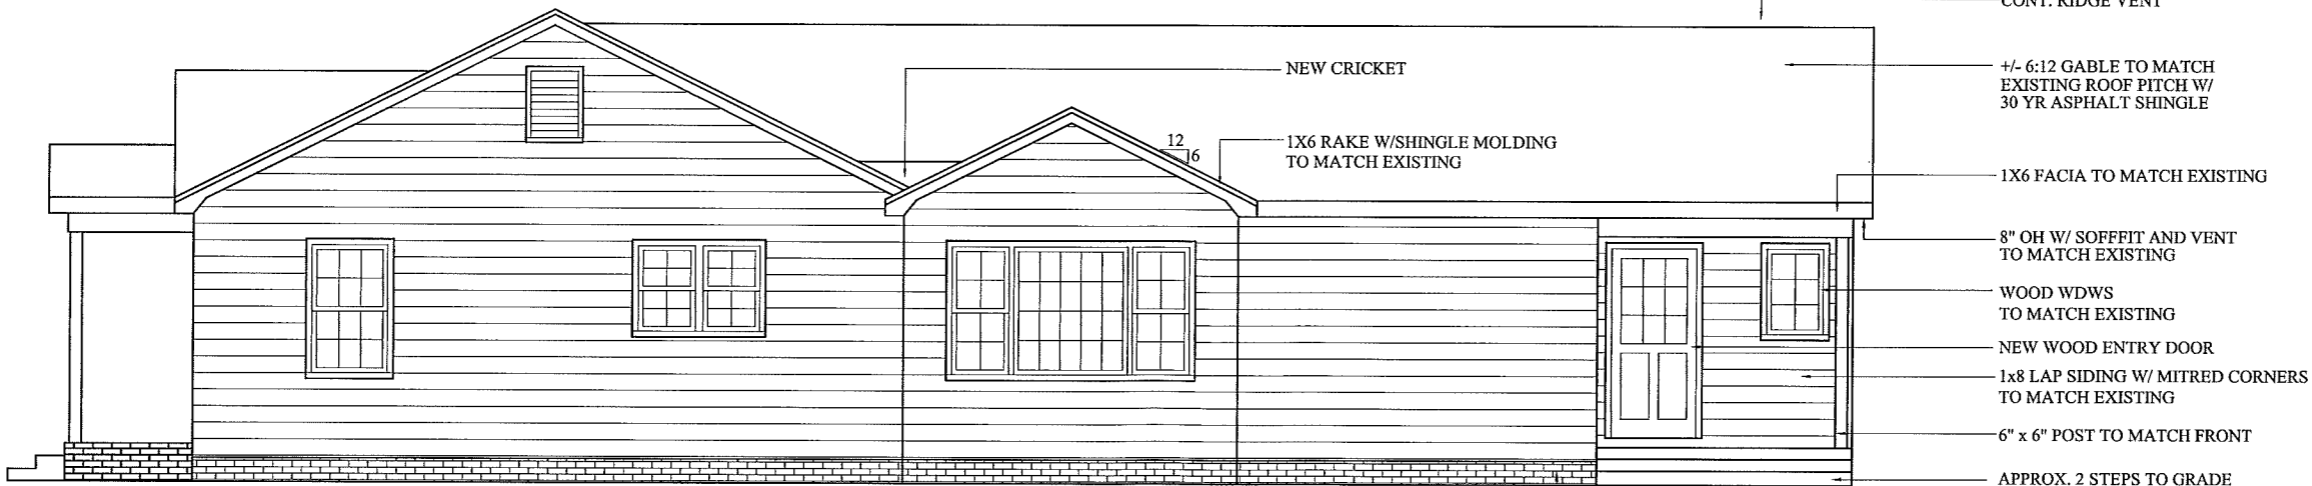 CONT. RIDGE VENT
NEW CRICKET
+/- 6:12 GABLE TO MATCH
EXISTING ROOF PITCH W/
30 YR ASPHALT SHINGLE
12
6
1X6 RAKE W/SHINGLE MOLDING
TO MATCH EXISTING
1X6 FACIA TO MATCH EXISTING
8" OH W/ SOFFFIT AND VENT
TO MATCH EXISTING
WOOD WDWS
TO MATCH EXISTING
NEW WOOD ENTRY DOOR
1x8 LAP SIDING W/ MITRED CORNERS
TO MATCH EXISTING
6" x 6" POST TO MATCH FRONT
APPROX. 2 STEPS TO GRADE